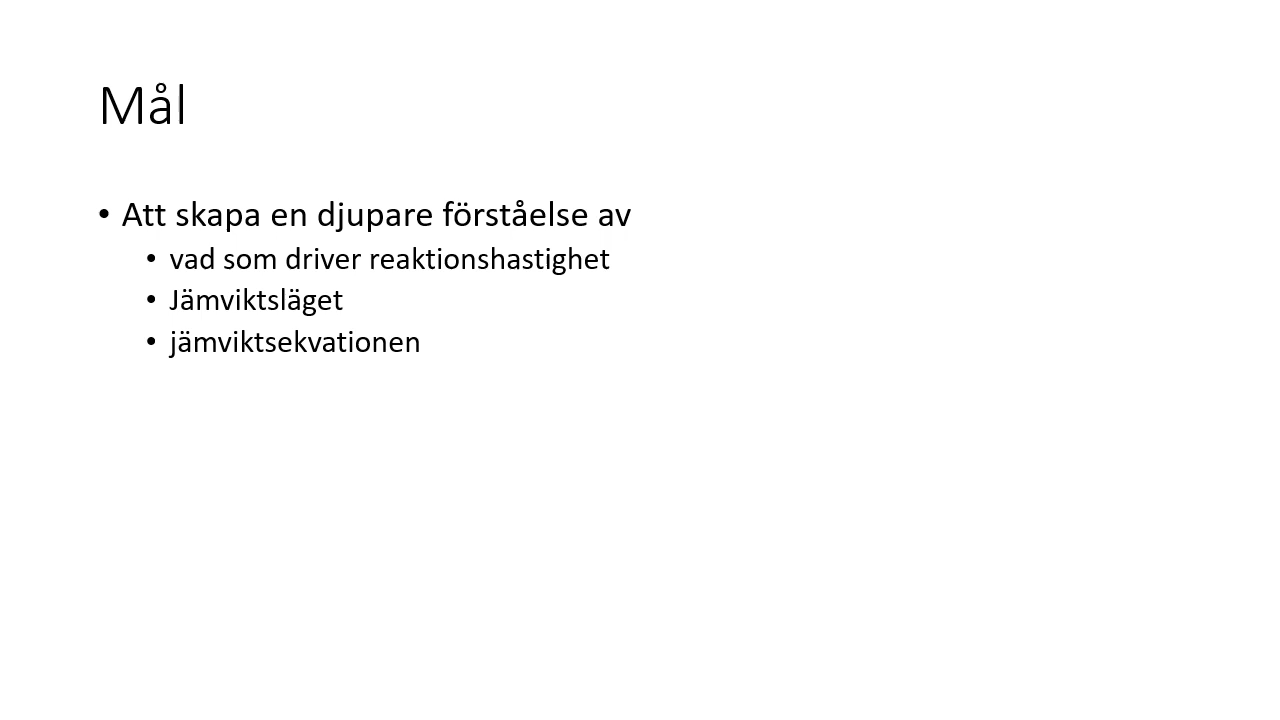 Mål
• Att skapa en djupare förståelse av
• vad som driver reaktionshastighet
• Jämviktsläget
• jämviktsekvationen